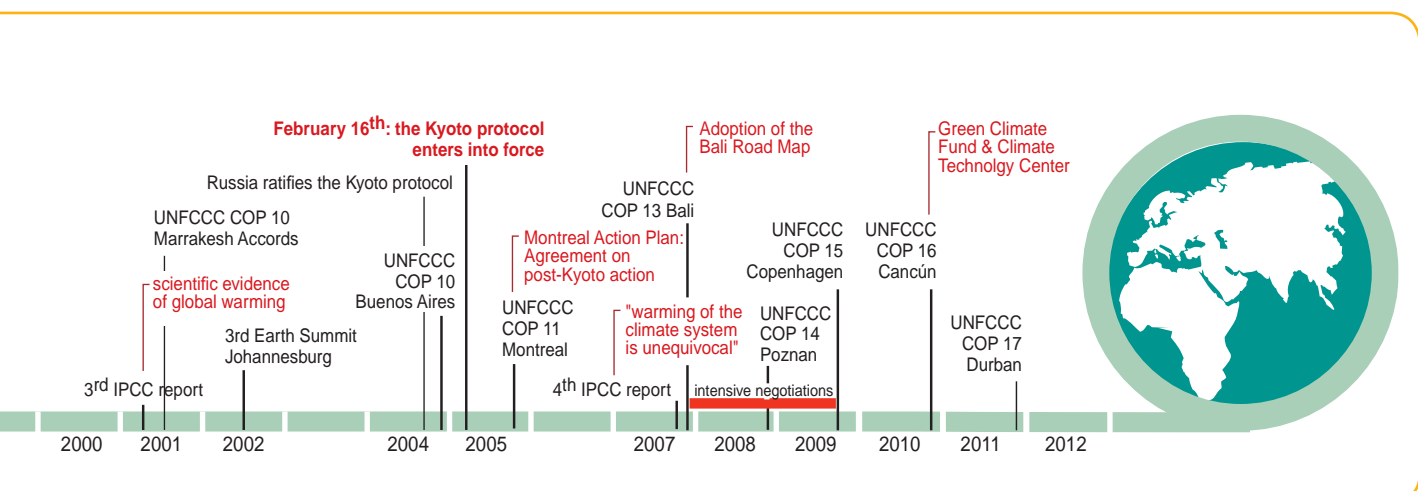 February 16th: the Kyoto protocol
enters into force
Russia ratifies the Kyoto protocol
UNFCCC COP 10
Marrakesh Accords
scientific evidence
of global warming
3rd IPCC report
3rd Earth Summit
Johannesburg
UNFCCC
COP 10
Buenos Aires
Montreal Action Plan:
Agreement on
post-Kyoto action
UNFCCC
COP 11
Montreal
Adoption of the
Bali Road Map
UNFCCC
COP 13 Bali
"warming of the
climate system
is unequivocal"
4th IPCC report
UNFCCC
COP 14
Poznan
intensive negotiations
UNFCCC
COP 15
Copenhagen
Green Climate
Fund & Climate
Technolgy Center
UNFCCC
COP 16
Cancún
UNFCCC
COP 17
Durban
2000 2001 2002 2004 2005 2007 2008 2009 2010 2011 2012